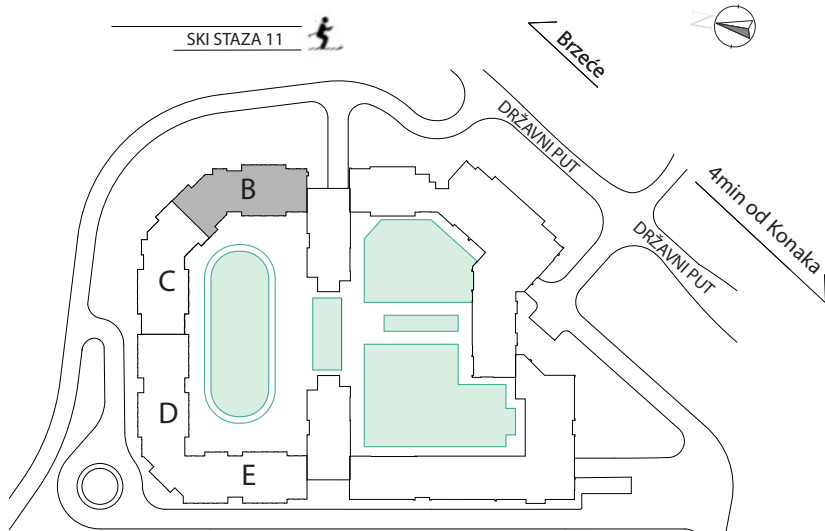 SKI STAZA 11
N
Brzeće
DRŽAVNI PUT
4min od Konaka
DRŽAVNI PUT
B
C
D
E